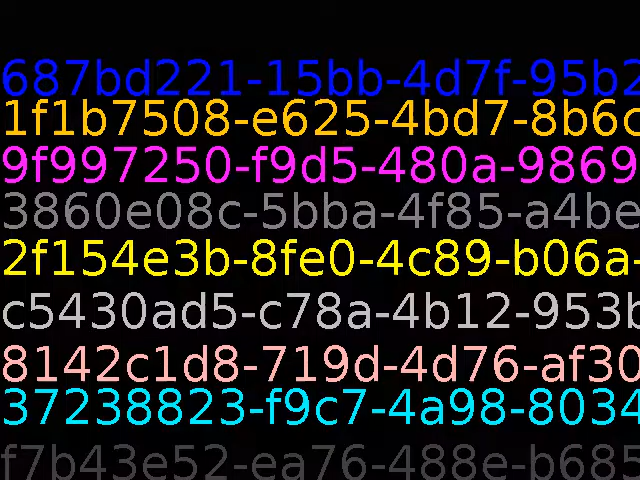 687bd221-15bb-4d7f-95b2
1f1b7508-e625-4bd7-8b6c
9f997250-f9d5-480a-9869
3860e08c-5bba-4f85-a4be
2f154e3b-8fe0-4c89-b06a-
c5430ad5-c78a-4b12-953b
8142c1d8-719d-4d76-af30
37238823-f9c7-4a98-8034
f7b43e52-ea76-488e-b685